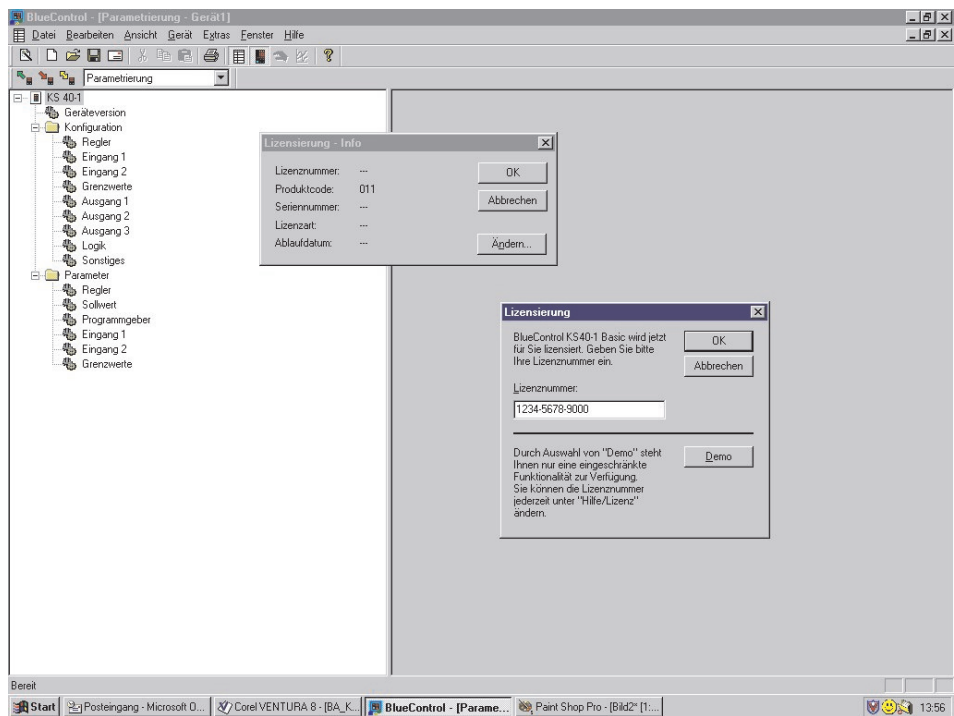 BlueControl - [Parametrierung - Gerät1]
Datei Bearbeiten Ansicht Gerät Extras Fenster Hilfe
Parametrierung
KS 40-1
Geräteversion
Konfiguration
Regler
Eingang 1
Eingang 2
Grenzwerte
Ausgang 1
Ausgang 2
Ausgang 3
Logik
Sonstiges
Parameter
Regler
Sollwert
Programmgeber
Eingang 1
Eingang 2
Grenzwerte
Lizensierung - Info
Lizenznummer: ---
Produktcode: 011
Seriennummer: ---
Lizenzart: ---
Ablaufdatum: ---
OK
Abbrechen
Ändern...
Lizensierung
BlueControl KS40-1 Basic wird jetzt
für Sie lizensiert. Geben Sie bitte
Ihre Lizenznummer ein.
OK
Abbrechen
Lizenznummer:
1234-5678-9000
Durch Auswahl von "Demo" steht
Ihnen nur eine eingeschränkte
Funktionalität zur Verfügung.
Sie können die Lizenznummer
jederzeit unter "Hilfe/Lizenz"
ändern.
Demo
Bereit
Start Posteingang - Microsoft O... Corel VENTURA 8 - [BA_K... BlueControl - [Parame... Paint Shop Pro - [Bild2* [1:... 13:56